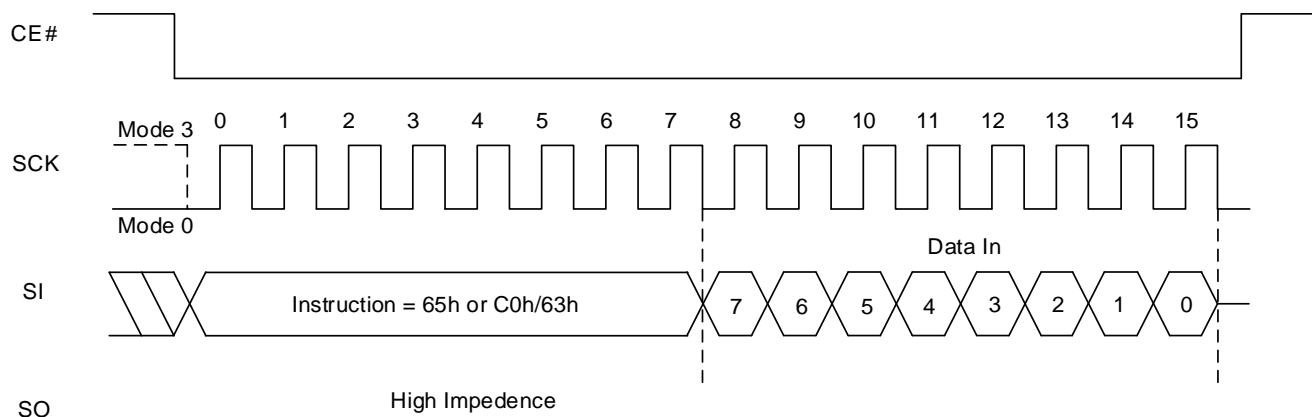 CE#
Mode 3
0 1 2 3 4 5 6 7 8 9 10 11 12 13 14 15
SCK
Mode 0
Data In
SI
Instruction = 65h or C0h/63h
7 6 5 4 3 2 1 0
High Impedence
SO